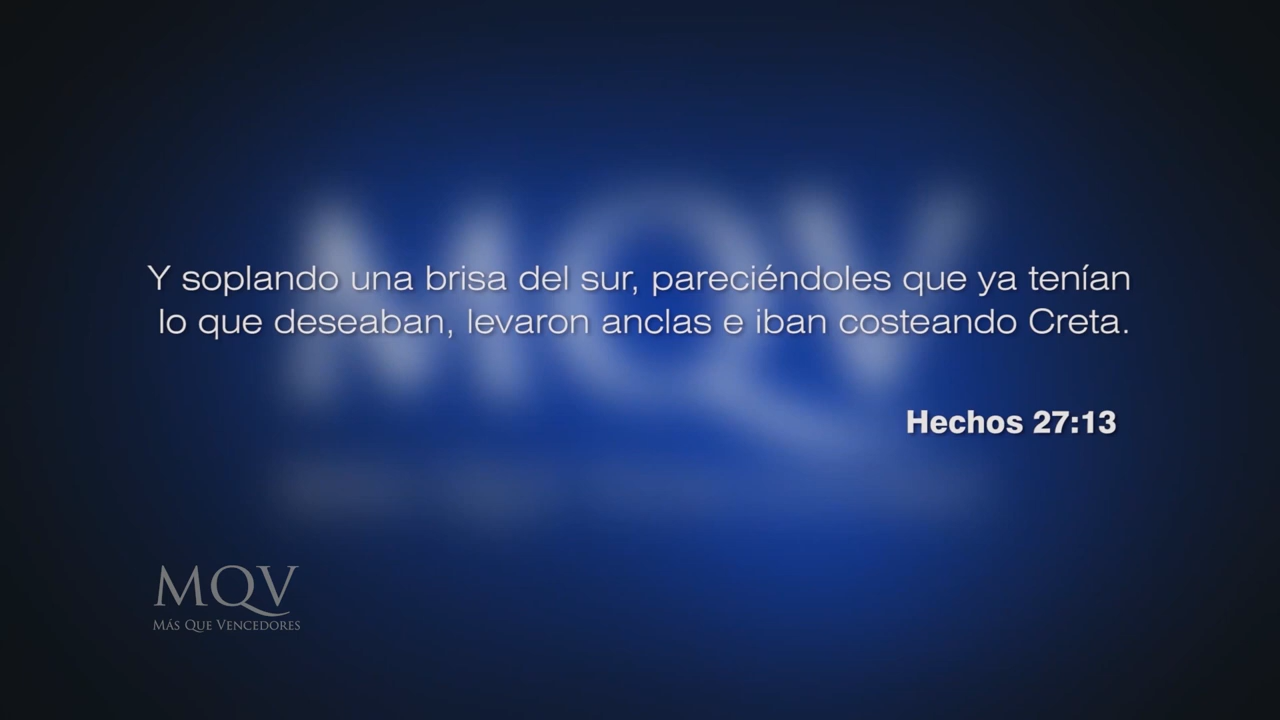 Y soplando una brisa del sur, pareciéndoles que ya tenían
lo que deseaban, levaron anclas e iban costeando Creta.
Hechos 27:13
MQV
MÁS QUE VENCEDORES